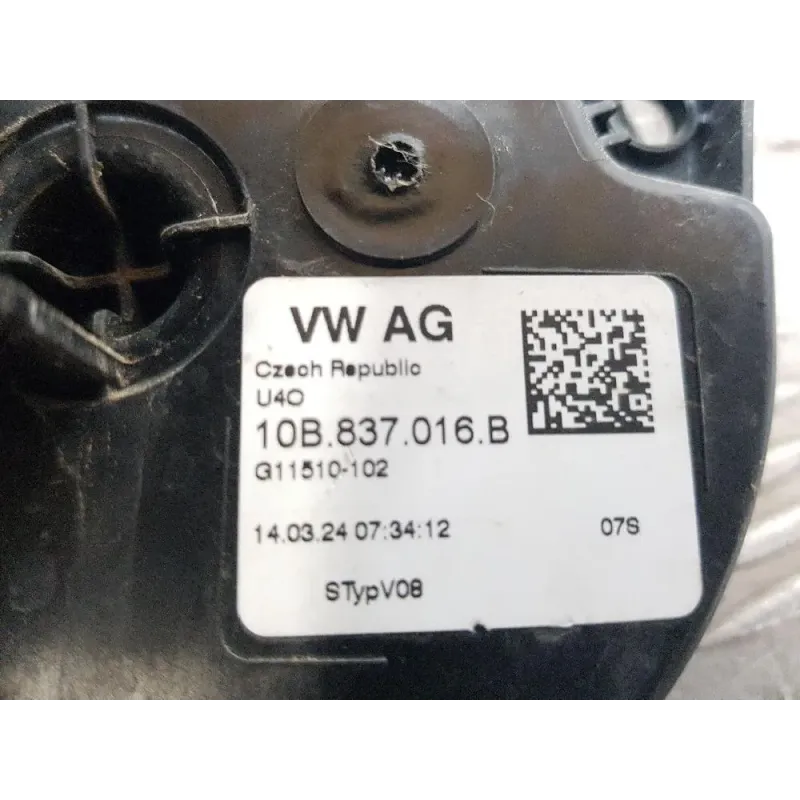 VW AG
Czech Republic
U4O
10B.837.016.B
G11510-102
14.03.24 07:34:12 07S
STypV08